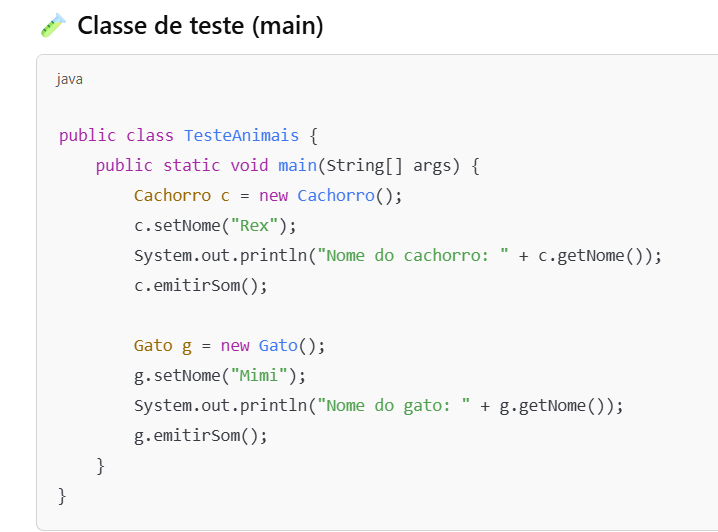 Classe de teste (main)
java
public class TesteAnimais {
    public static void main(String[] args) {
        Cachorro c = new Cachorro();
        c.setNome("Rex");
        System.out.println("Nome do cachorro: " + c.getNome());
        c.emitirSom();

        Gato g = new Gato();
        g.setNome("Mimi");
        System.out.println("Nome do gato: " + g.getNome());
        g.emitirSom();
    }
}